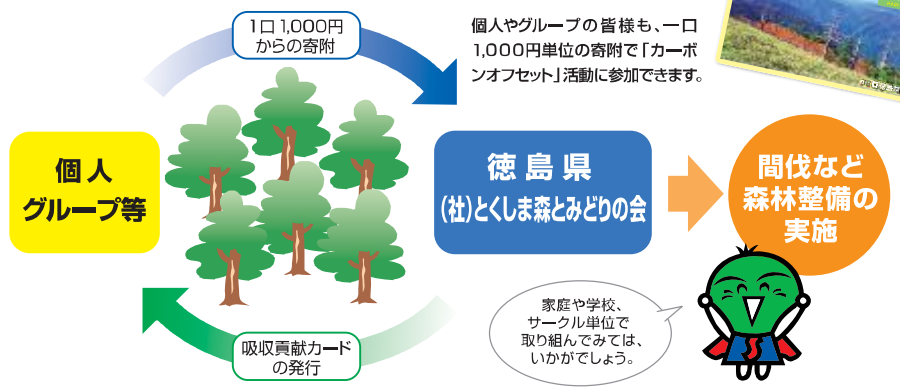 1口1,000円
からの寄附
個人やグループの皆様も、一口
1,000円単位の寄附で「カーボ
ンオフセット」活動に参加できます。
個人
グループ等
徳島県
(社)とくしま森とみどりの会
間伐など
森林整備の
実施
吸収貢献カード
の発行
家庭や学校、
サークル単位で
取り組んでみては、
いかがでしょう。